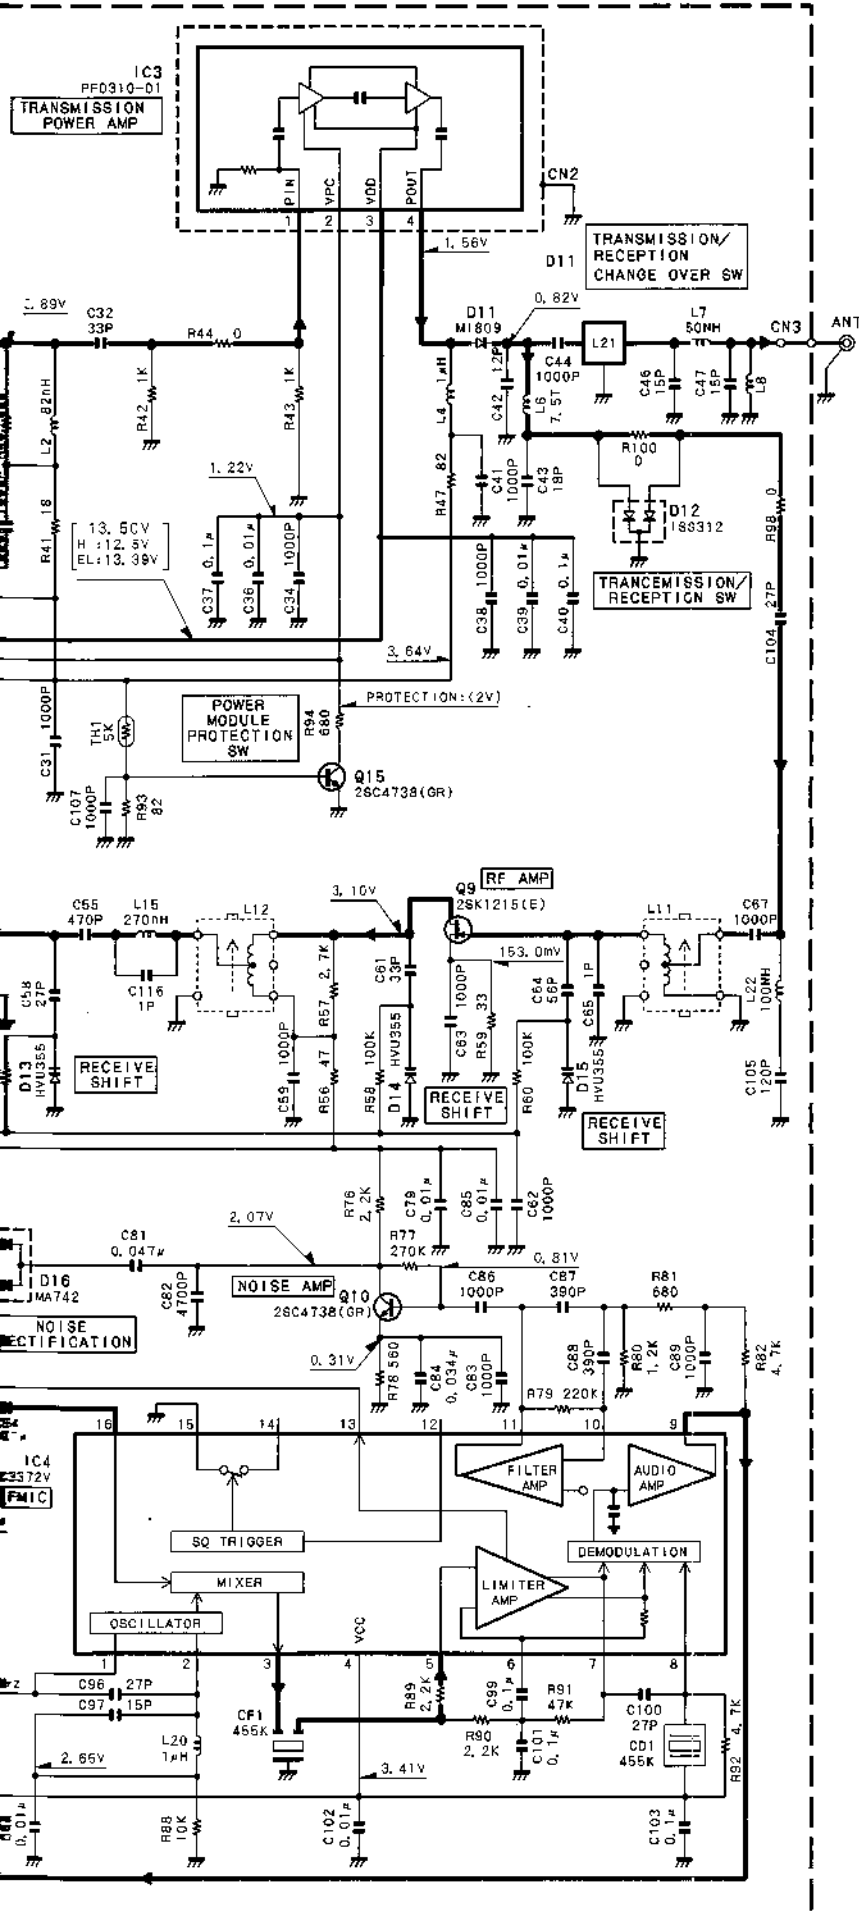 IC3
PF0310-01
TRANSMISSION
POWER AMP
PIN
VPC
VDD
POUT
1
2
3
4
CN2
1.56V
TRANSMISSION/
RECEPTION
CHANGE OVER SW
D11
0.82V
C32
33P
R44 0
D11
MI809
L7
50NH
CN3
ANT
L21
C44
1000P
C42 12P
L4 1μH
L6
7.5T
C46
15P
C47
15P
L8
L2 82nH
R42 1K
R43 1K
R41 18
R47 82
C41
1000P
C43
18P
R100
0
D12
1SS312
R98 0
1.22V
13.50V
H :12.5V
EL:13.39V
C37 0.1μ
C36 0.01μ
C34 1000P
C38 1000P
C39 0.01μ
C40 0.1μ
TRANCEMISSION/
RECEPTION SW
C104 27P
3.64V
PROTECTION:(2V)
POWER
MODULE
PROTECTION
SW
R94
680
C31 1000P
TH1
5K
C107
1000P
R93
82
Q15
2SC4738(GR)
Q9
2SK1215(E)
RF AMP
3.10V
C55
470P
L15
270nH
L12
L11
C67
1000P
153.0mV
C58
27P
C116
1P
R57 2.7K
C61
33P
C63 1000P
R59 33
C64
56P
C65 1P
L22
100NH
D13
HVU355
RECEIVE
SHIFT
C59 1000P
R56 47
R58 100K
D14 HVU355
RECEIVE
SHIFT
R60 100K
D15
HVU355
RECEIVE
SHIFT
C105
120P
R76
2.2K
C79
0.01μ
C85
0.01μ
C62
1000P
2.07V
R77
270K
0.81V
C81
0.047μ
D16
MA742
C82
4700P
NOISE AMP
Q10
2SC4738(GR)
C86
1000P
C87
390P
R81
680
NOISE
0.31V
R78 560
C84
0.034μ
C83
1000P
C88
390P
R80
1.2K
C89
1000P
R82
4.7K
R79 220K
16
15
14
13
12
11
10
9
IC4
FMIC
FILTER
AMP
AUDIO
AMP
SQ TRIGGER
DEMODULATION
MIXER
LIMITER
AMP
OSCILLATOR
VCC
1
2
3
4
5
6
7
8
C96 27P
C97 15P
CF1
455K
R89
2.2K
C99
0.1μ
R91
47K
C100
27P
R92 4.7K
L20
1μH
R90
2.2K
C101
0.1μ
CD1
455K
2.65V
3.41V
0.01μ
R88
10K
C102
0.01μ
C103
0.1μ